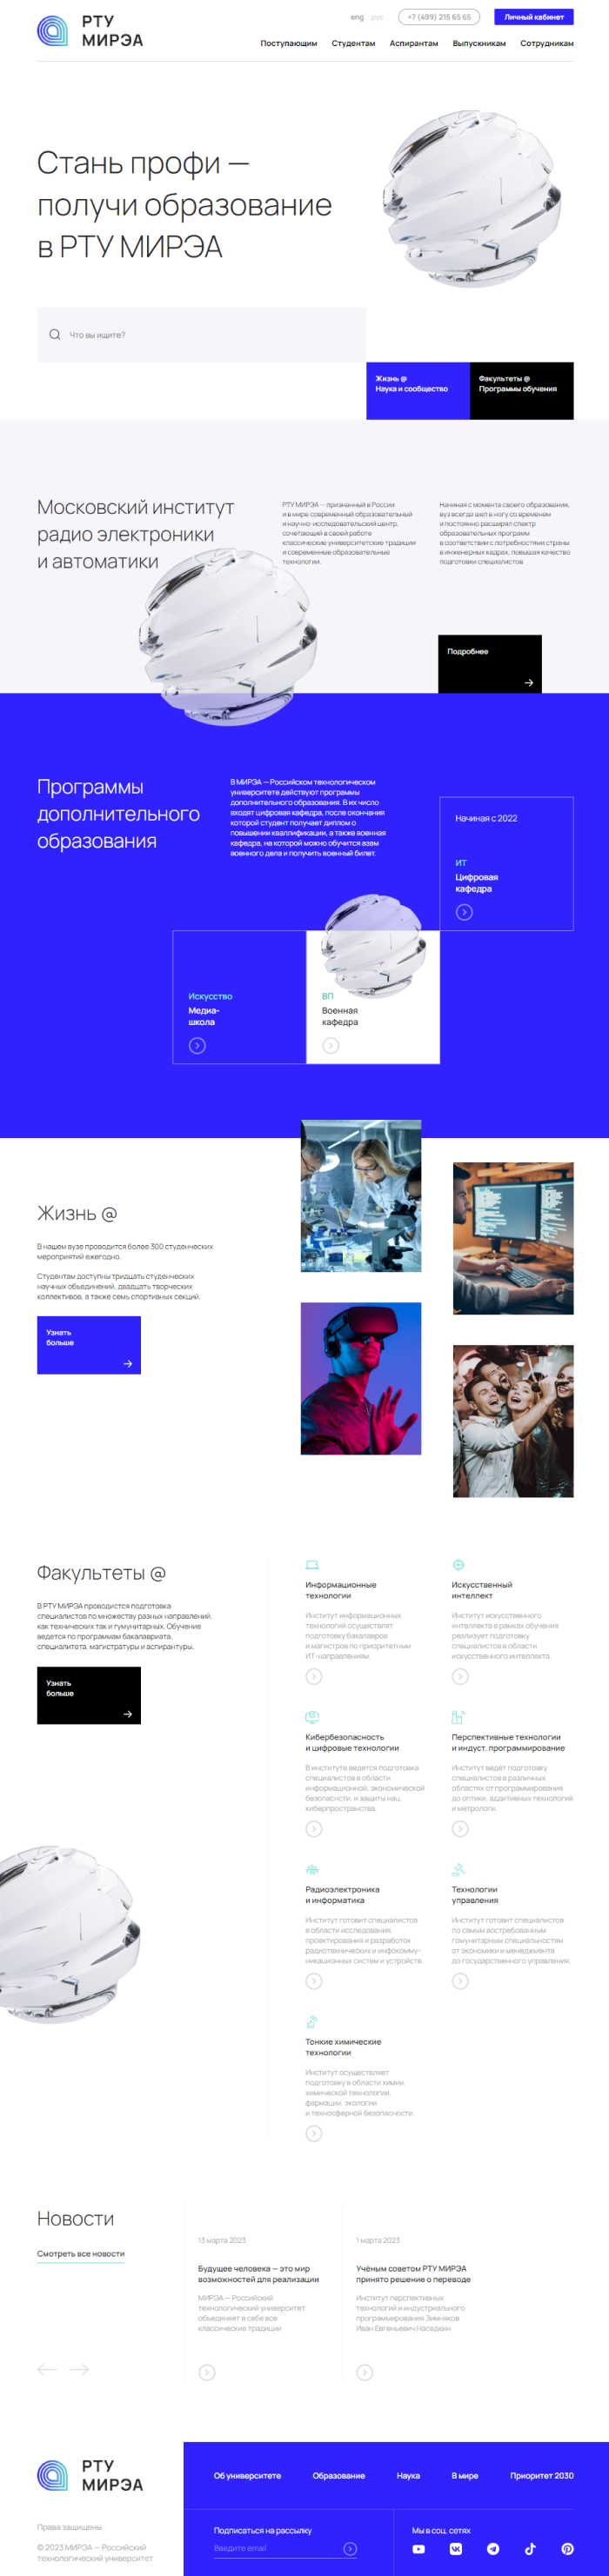 РТУ
МИРЭА
eng рус +7 (499) 215 65 65 Личный кабинет
Поступающим Студентам Аспирантам Выпускникам Сотрудникам
Стань профи —
получи образование
в РТУ МИРЭА
Что вы ищите?
Жизнь @
Наука и сообщество
Факультеты @
Программы обучения
Московский институт
радио электроники
и автоматики
РТУ МИРЭА — признанный в России
и в мире современный образовательный
и научно-исследовательский центр,
сочетающий в своей работе
классические университетские традиции
и современные образовательные
технологии.
Начиная с момента своего образования,
вуз всегда шел в ногу со временем
и постоянно расширял спектр
образовательных программ
в соответствии с потребностями страны
в инженерных кадрах, повышая качество
подготовки специалистов
Подробнее
Программы
дополнительного
образования
В МИРЭА — Российском технологическом
университете действуют программы
дополнительного образования. В их число
входят цифровая кафедра, после окончания
которой студент получает диплом о
повышении квалификации, а также военная
кафедра, на которой можно обучится азам
военного дела и получить военный билет.
Начиная с 2022
ИТ
Цифровая
кафедра
Искусство
Медиа-
школа
ВП
Военная
кафедра
Жизнь @
В нашем вузе проводится более 300 студенческих
мероприятий ежегодно.
Студентам доступны тридцать студенческих
научных объединений, двадцать творческих
коллективов, а также семь спортивных секций.
Узнать
больше
Факультеты @
В РТУ МИРЭА проводистся подготовка
специалистов по множеству разных направлений,
как технических так и гумунитарных. Обучение
ведется по программам бакалавриата,
специалитета, магистратуры и аспирантуры.
Узнать
больше
Информационные
технологии
Институт информационных
технологий осуществляет
подготовку бакалавров
и магистров по приоритетным
ИТ-направлениям.
Искусственный
интеллект
Институт искусственного
интеллекта в рамках обучения
реализует подготовку
специалистов в области
искусственного интеллекта.
Кибербезопасность
и цифровые технологии
В институте ведется подготовка
специалистов в области
информационной, экономической
безопасности, и защиты нац.
киберпространства.
Перспективные технологии
и индуст. программирование
Институт ведёт подготовку
специалистов в различных
областях от программирования
до оптики, аддитивных технологий
и метрологи.
Радиоэлектроника
и информатика
Институт готовит специалистов
в области исследования,
проектирования и разработок
радиотехнических и инфокомму-
никационных систем и устройств.
Технологии
управления
Институт готовит специалистов
по самым востребованным
гомунитарным специальностям
от экономики и менеджмента
до государственного управления.
Тонкие химические
технологии
Институт осуществляет
подготовку в области химии,
химической технологии,
фармации, экологии
и техносферной безопасности.
Новости
Смотреть все новости
13 марта 2023
Будущее человека — это мир
возможностей для реализации
МИРЭА — Российский
технологический университет
объединяет в себе все
классические традиции
1 марта 2023
Учёным советом РТУ МИРЭА
принято решение о переводе
Институт перспективных
технологий и индустриального
программирования Зимняков
Иван Евгеньевич Наседкин
РТУ
МИРЭА
Права защищены
© 2023 МИРЭА — Российский
технологический университет
Об университете Образование Наука В мире Приоритет 2030
Подписаться на рассылку
Введите email
Мы в соц. сетях